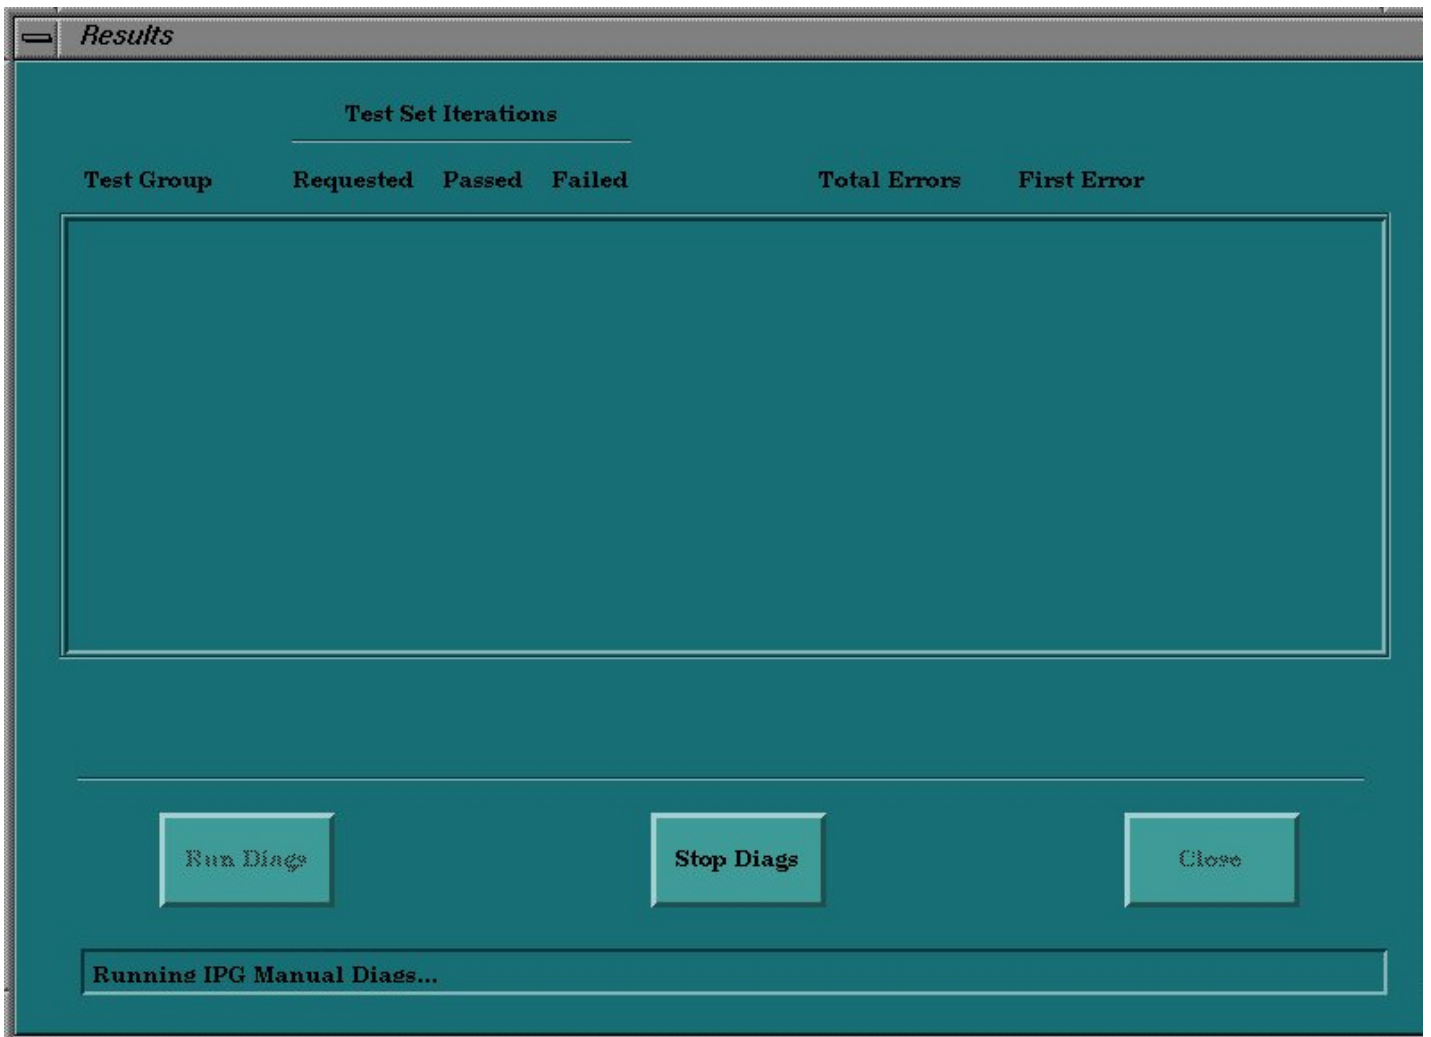 Results
Test Set Iterations
Test Group Requested Passed Failed Total Errors First Error
Run Diags Stop Diags Close
Running IPG Manual Diags...